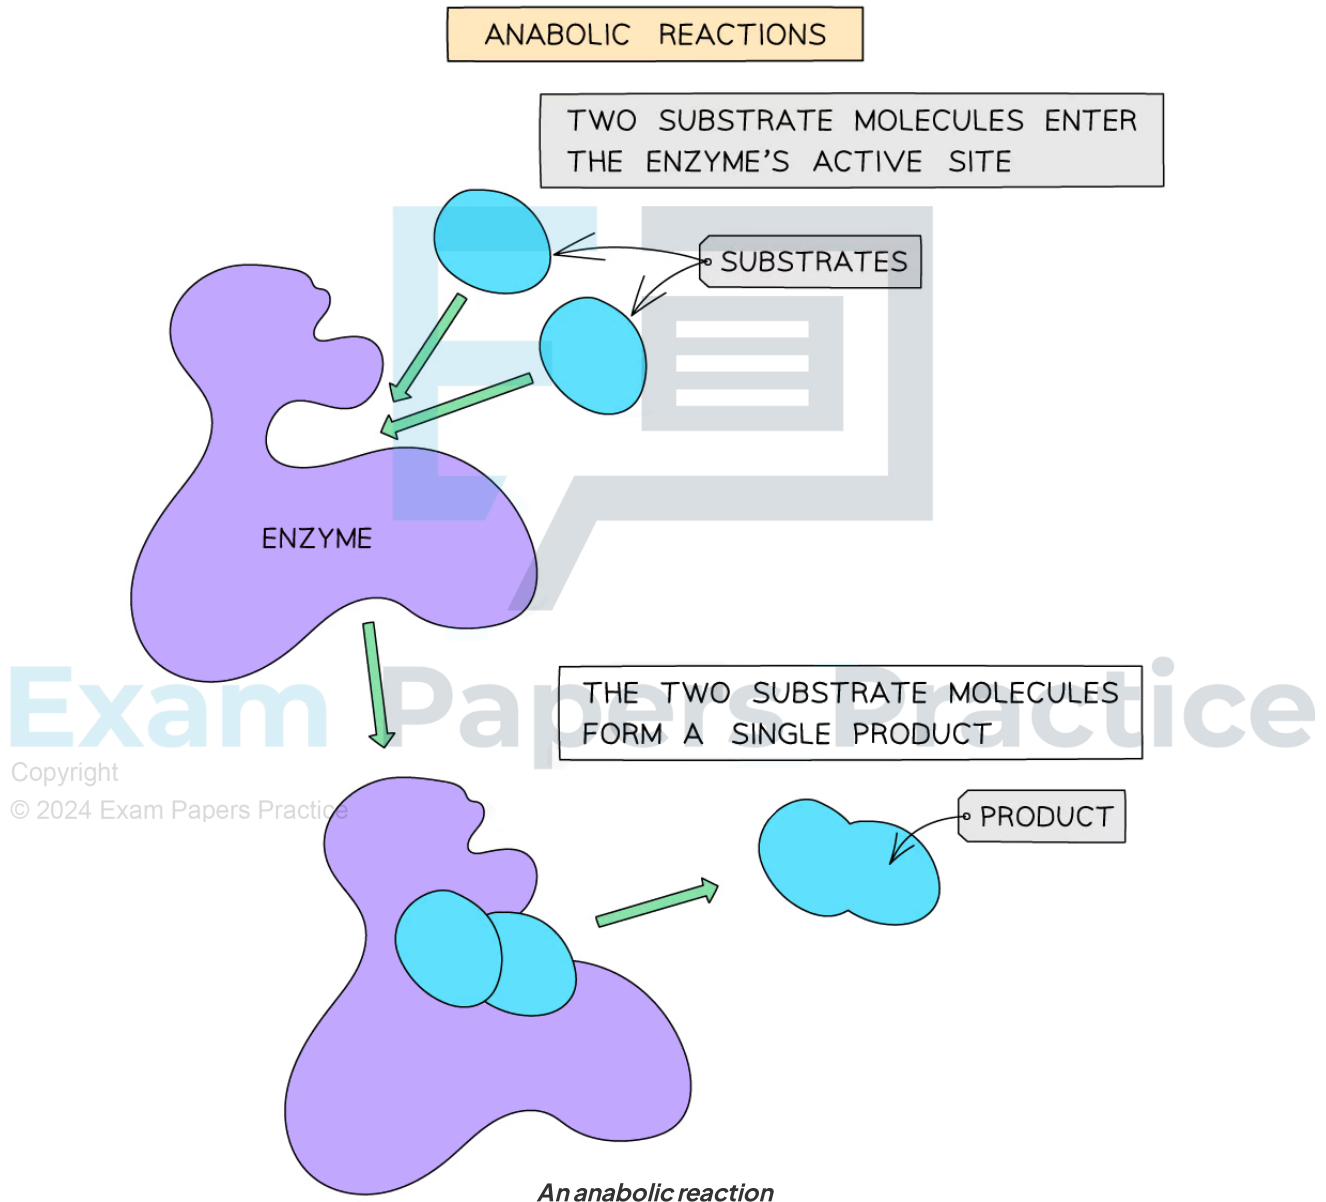 ANABOLIC REACTIONS
TWO SUBSTRATE MOLECULES ENTER
THE ENZYME'S ACTIVE SITE
SUBSTRATES
ENZYME
THE TWO SUBSTRATE MOLECULES
FORM A SINGLE PRODUCT
Exam Papers Practice
Copyright
© 2024 Exam Papers Practice
PRODUCT
An anabolic reaction